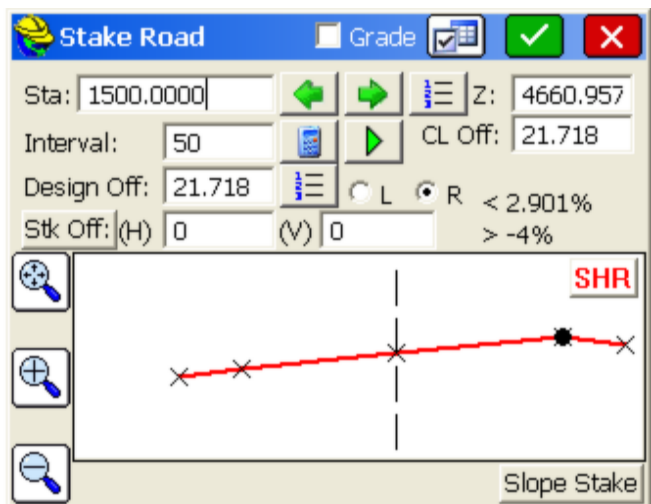 Stake Road Grade
Sta: 1500.0000 Z: 4660.957
Interval: 50 CL Off: 21.718
Design Off: 21.718 L R < 2.901%
Stk Off: (H) 0 (V) 0 > -4%
SHR
Slope Stake